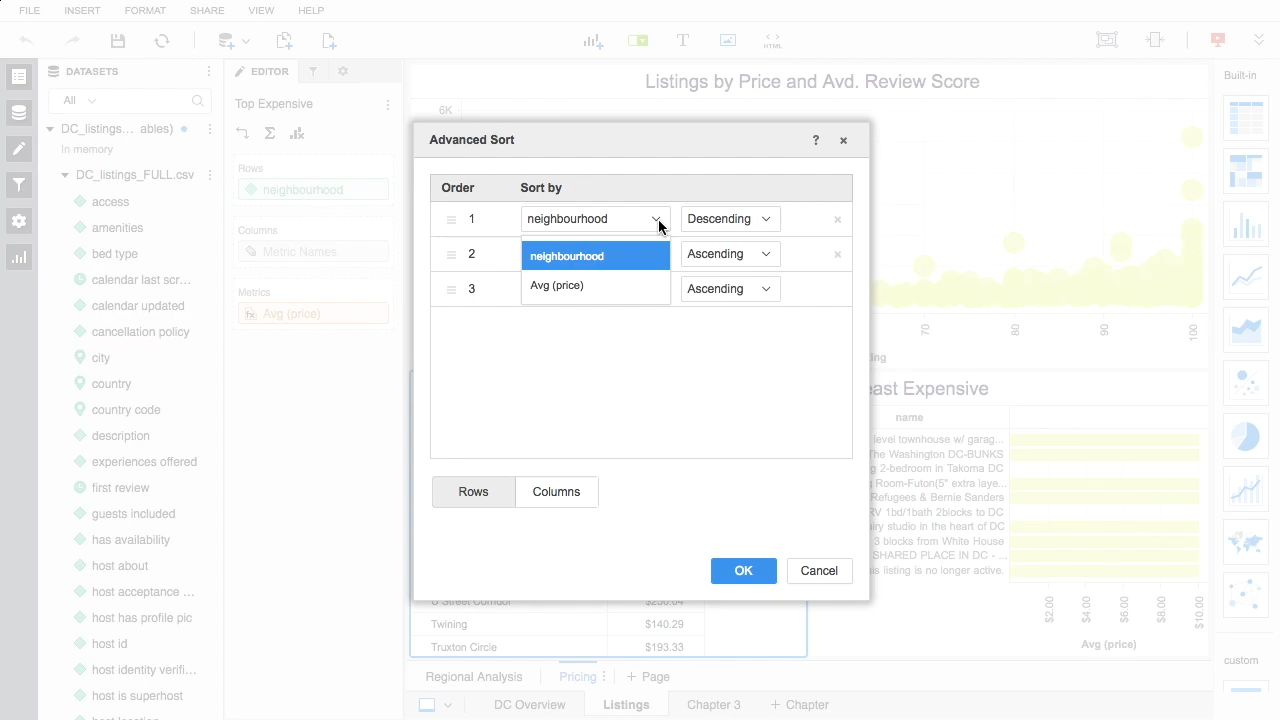 FILE INSERT FORMAT SHARE VIEW HELP
HTML
DATASETS
All
DC_listings... ables)
In memory
DC_listings_FULL.csv
access
amenities
bed type
calendar last scr...
calendar updated
cancellation policy
city
country
country code
description
experiences offered
first review
guests included
has availability
host about
host acceptance ...
host has profile pic
host id
host identity verifi...
host is superhost
EDITOR
Top Expensive
Rows
neighbourhood
Columns
Metric Names
Metrics
fx Avg (price)
Listings by Price and Avd. Review Score
6K
70 80 90 100
Advanced Sort ? ×
Order Sort by
1 neighbourhood Descending ×
2 Ascending ×
3 Ascending
neighbourhood
Avg (price)
Rows Columns
OK Cancel
east Expensive
name
level townhouse w/ garag...
The Washington DC-BUNKS
g 2-bedroom in Takoma DC
Room-Futon(5" extra laye...
Refugees & Bernie Sanders
RV 1bd/1bath 2blocks to DC
airy studio in the heart of DC
3 blocks from White House
SHARED PLACE IN DC - ...
is listing is no longer active.
$2.00 $4.00 $6.00 $8.00 $10.00
Avg (price)
U Street Corridor $250.04
Twining $140.29
Truxton Circle $193.33
Regional Analysis Pricing + Page
DC Overview Listings Chapter 3 + Chapter
Built-in
custom